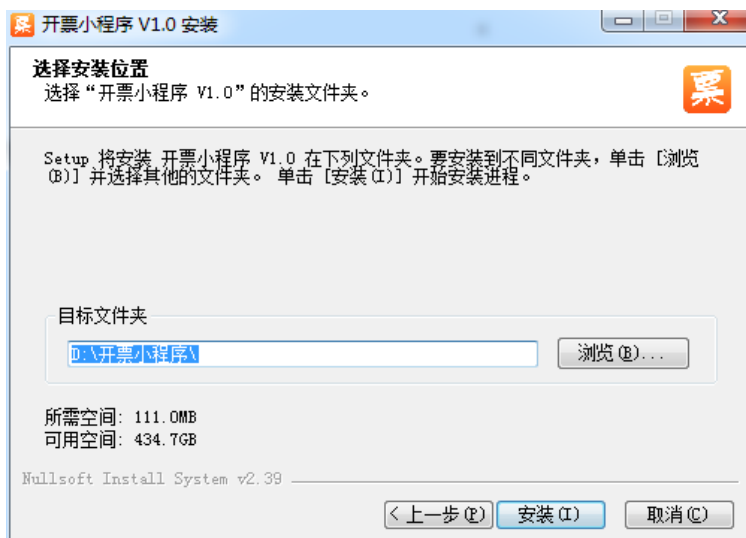 票 开票小程序 V1.0 安装
选择安装位置
选择“开票小程序 V1.0”的安装文件夹。
票
Setup 将安装 开票小程序 V1.0 在下列文件夹。要安装到不同文件夹，单击 [浏览
(B)] 并选择其他的文件夹。 单击 [安装(I)] 开始安装进程。
目标文件夹
D:\开票小程序\
浏览(B)...
所需空间: 111.0MB
可用空间: 434.7GB
Nullsoft Install System v2.39
< 上一步(P)
安装(I)
取消(C)